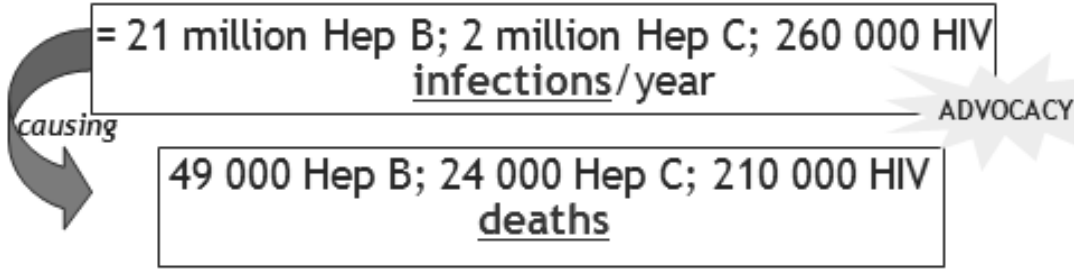 = 21 million Hep B; 2 million Hep C; 260 000 HIV
infections/year
ADVOCACY
causing
49 000 Hep B; 24 000 Hep C; 210 000 HIV
deaths